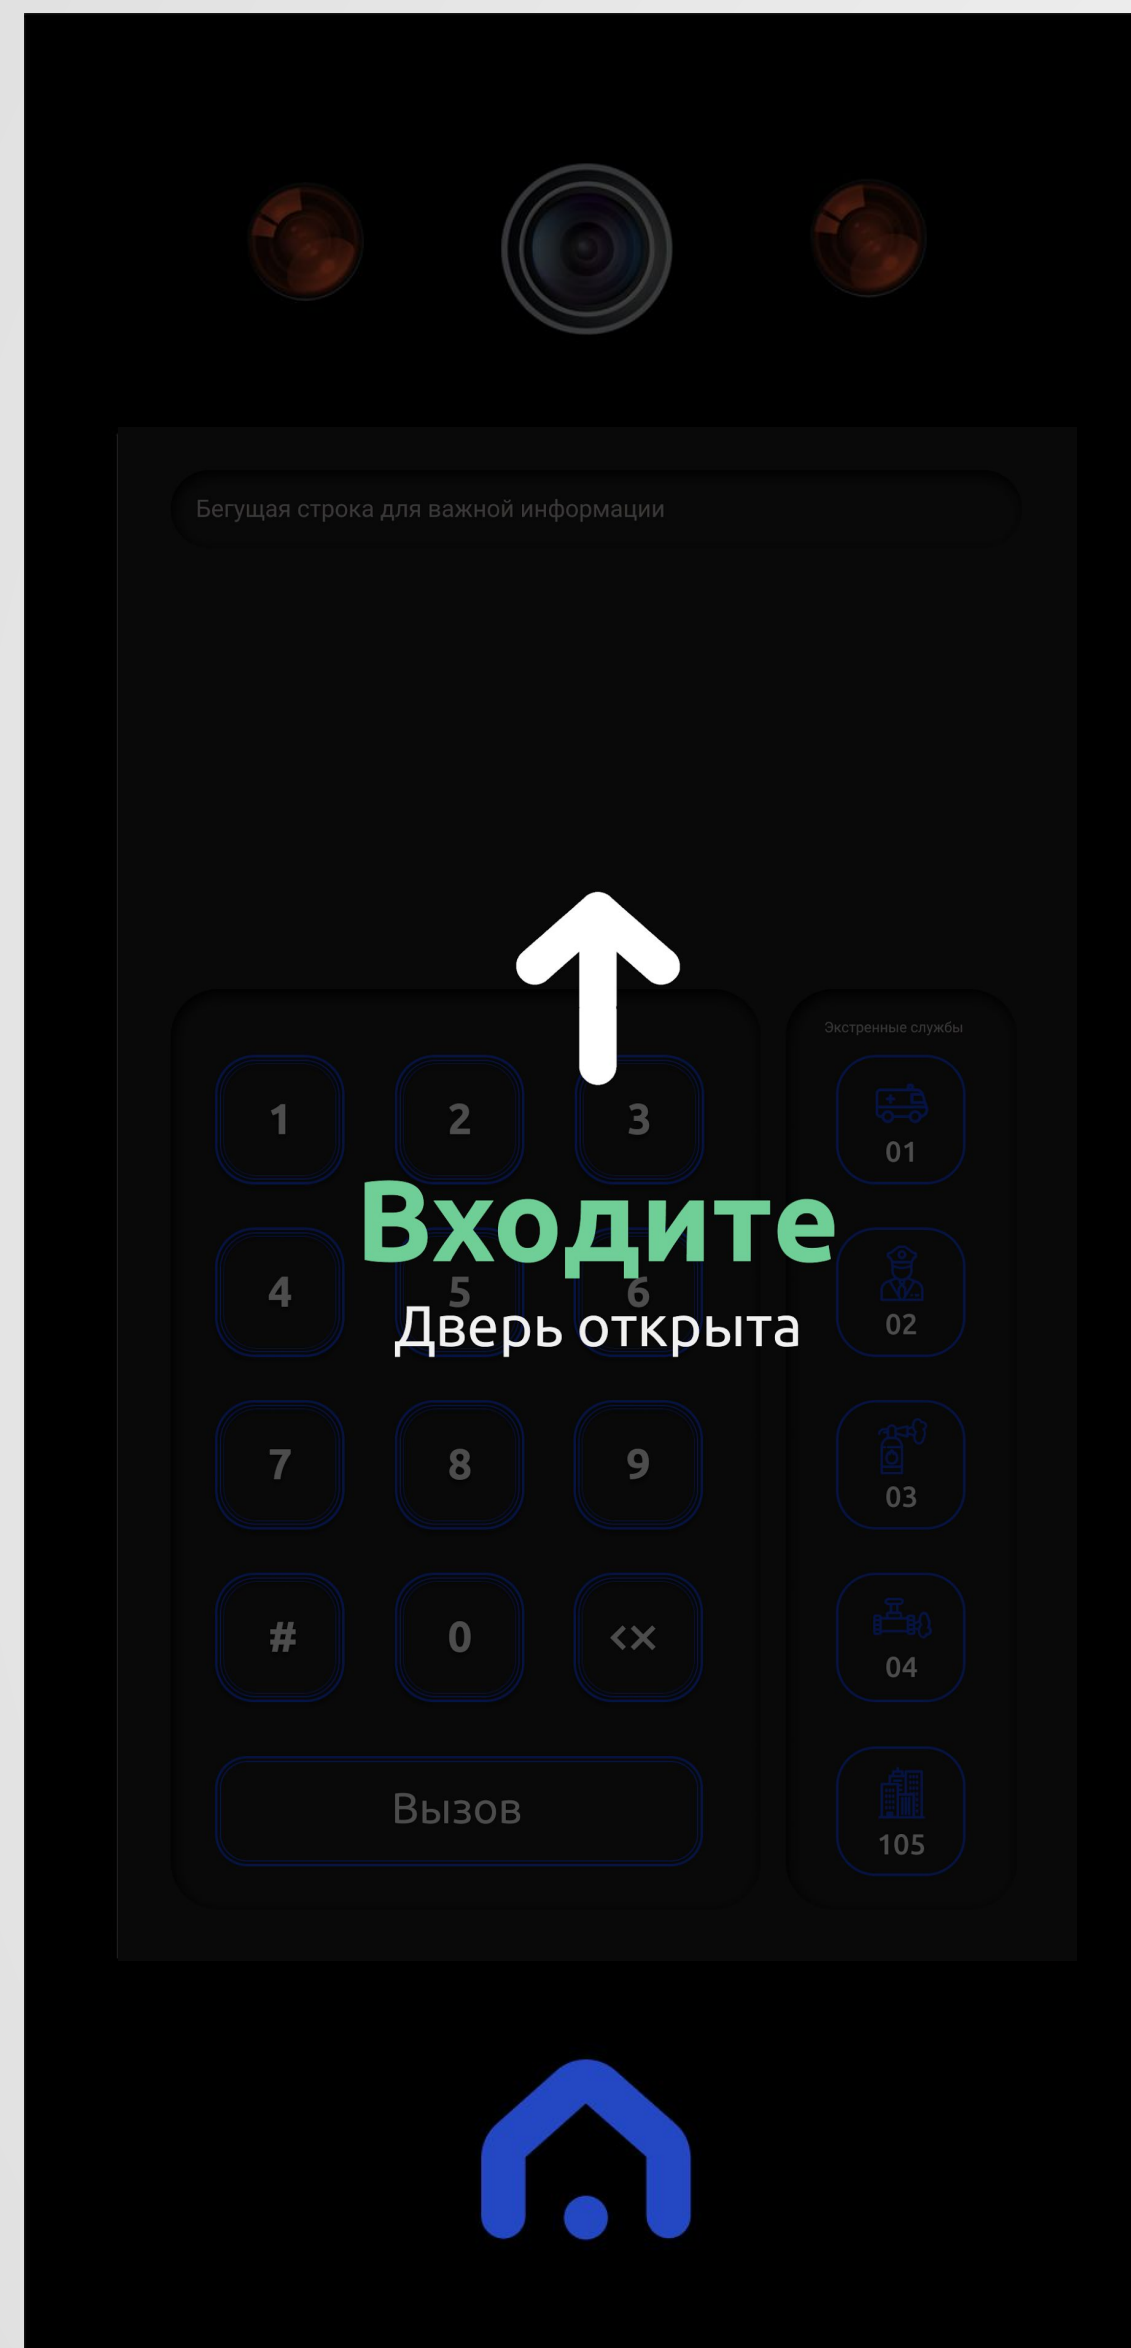 Бегущая строка для важной информации
Экстренные службы
1 2 3
01
Входите
4 5 6
02
Дверь открыта
7 8 9
03
# 0 <×
04
Вызов
105